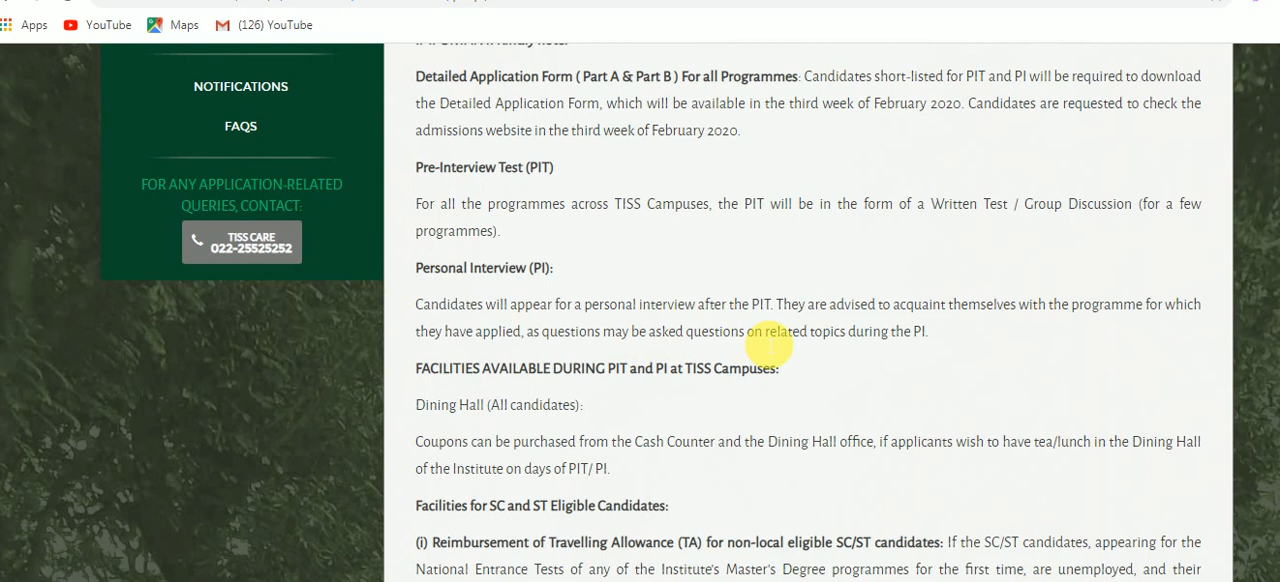 Apps YouTube Maps (126) YouTube
NOTIFICATIONS
FAQS
FOR ANY APPLICATION-RELATED
QUERIES, CONTACT:
TISS CARE
022-25525252
Detailed Application Form ( Part A & Part B ) For all Programmes: Candidates short-listed for PIT and PI will be required to download
the Detailed Application Form, which will be available in the third week of February 2020. Candidates are requested to check the
admissions website in the third week of February 2020.
Pre-Interview Test (PIT)
For all the programmes across TISS Campuses, the PIT will be in the form of a Written Test / Group Discussion (for a few
programmes).
Personal Interview (PI):
Candidates will appear for a personal interview after the PIT. They are advised to acquaint themselves with the programme for which
they have applied, as questions may be asked questions on related topics during the PI.
FACILITIES AVAILABLE DURING PIT and PI at TISS Campuses:
Dining Hall (All candidates):
Coupons can be purchased from the Cash Counter and the Dining Hall office, if applicants wish to have tea/lunch in the Dining Hall
of the Institute on days of PIT/ PI.
Facilities for SC and ST Eligible Candidates:
(i) Reimbursement of Travelling Allowance (TA) for non-local eligible SC/ST candidates: If the SC/ST candidates, appearing for the
National Entrance Tests of any of the Institute's Master's Degree programmes for the first time, are unemployed, and their